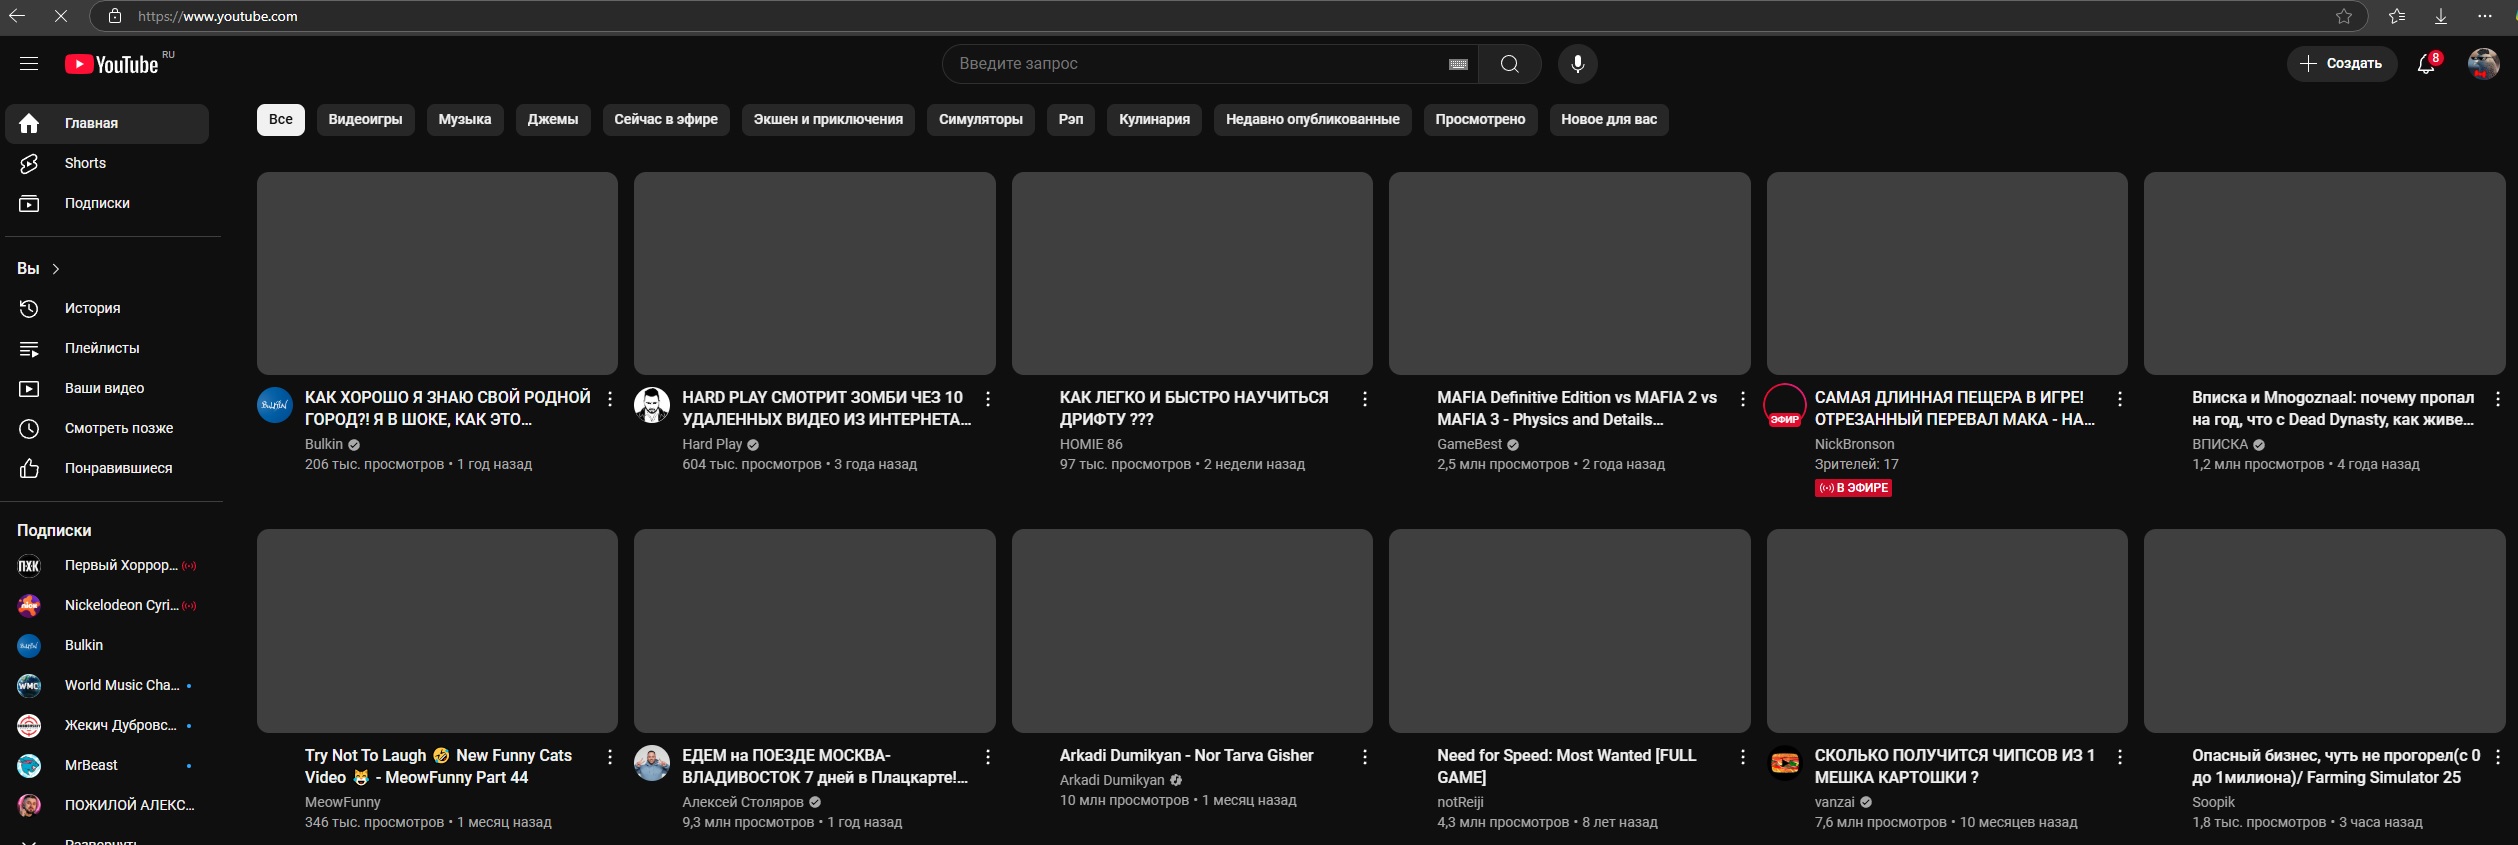 https://www.youtube.com
YouTube RU
Введите запрос
Создать
8
Главная
Shorts
Подписки
Вы
История
Плейлисты
Ваши видео
Смотреть позже
Понравившиеся
Подписки
ПХК
Первый Хоррор...
Nickelodeon Cyri...
Bulkin
WMC
World Music Cha...
Жекич Дубровс...
MrBeast
ПОЖИЛОЙ АЛЕКС...
Развернуть
Все
Видеоигры
Музыка
Джемы
Сейчас в эфире
Экшен и приключения
Симуляторы
Рэп
Кулинария
Недавно опубликованные
Просмотрено
Новое для вас
Bulkin
КАК ХОРОШО Я ЗНАЮ СВОЙ РОДНОЙ
ГОРОД?! Я В ШОКЕ, КАК ЭТО...
Bulkin
206 тыс. просмотров • 1 год назад
HARD PLAY СМОТРИТ ЗОМБИ ЧЕЗ 10
УДАЛЕННЫХ ВИДЕО ИЗ ИНТЕРНЕТА...
Hard Play
604 тыс. просмотров • 3 года назад
КАК ЛЕГКО И БЫСТРО НАУЧИТЬСЯ
ДРИФТУ ???
HOMIE 86
97 тыс. просмотров • 2 недели назад
MAFIA Definitive Edition vs MAFIA 2 vs
MAFIA 3 - Physics and Details...
GameBest
2,5 млн просмотров • 2 года назад
ЭФИР
САМАЯ ДЛИННАЯ ПЕЩЕРА В ИГРЕ!
ОТРЕЗАННЫЙ ПЕРЕВАЛ МАКА - НА...
NickBronson
Зрителей: 17
В ЭФИРЕ
Вписка и Mnogoznaal: почему пропал
на год, что с Dead Dynasty, как живе...
ВПИСКА
1,2 млн просмотров • 4 года назад
Try Not To Laugh 🤣 New Funny Cats
Video 😹 - MeowFunny Part 44
MeowFunny
346 тыс. просмотров • 1 месяц назад
ЕДЕМ на ПОЕЗДЕ МОСКВА-
ВЛАДИВОСТОК 7 дней в Плацкарте!...
Алексей Столяров
9,3 млн просмотров • 1 год назад
Arkadi Dumikyan - Nor Tarva Gisher
Arkadi Dumikyan
10 млн просмотров • 1 месяц назад
Need for Speed: Most Wanted [FULL
GAME]
notReiji
4,3 млн просмотров • 8 лет назад
СКОЛЬКО ПОЛУЧИТСЯ ЧИПСОВ ИЗ 1
МЕШКА КАРТОШКИ ?
vanzai
7,6 млн просмотров • 10 месяцев назад
Опасный бизнес, чуть не прогорел(с 0
до 1милиона)/ Farming Simulator 25
Soopik
1,8 тыс. просмотров • 3 часа назад